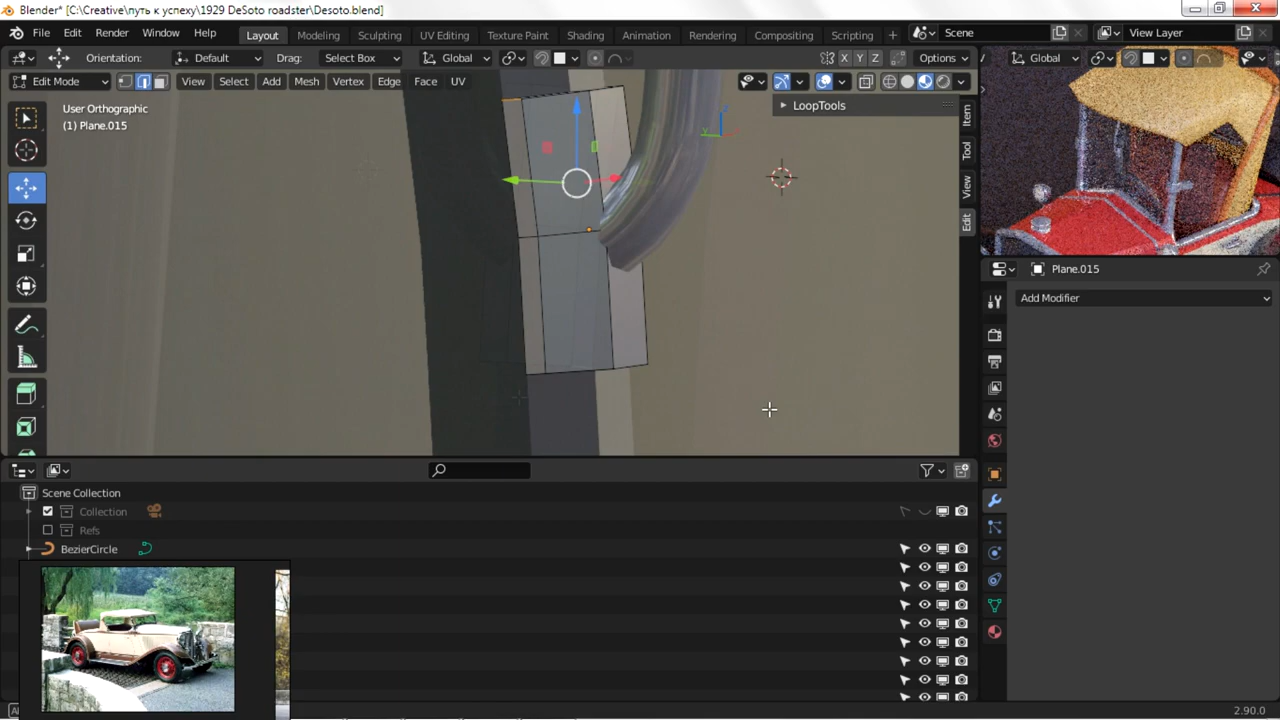 Blender* [C:\Creative\путь к успеху\1929 DeSoto roadster\Desoto.blend]
File Edit Render Window Help Layout Modeling Sculpting UV Editing Texture Paint Shading Animation Rendering Compositing Scripting + Scene View Layer
Orientation: Default Drag: Select Box Global X Y Z Options Global
Edit Mode View Select Add Mesh Vertex Edge Face UV
User Orthographic
(1) Plane.015
LoopTools
Item
Tool
View
Edit
Plane.015
Add Modifier
Scene Collection
Collection
Refs
BezierCircle
2.90.0